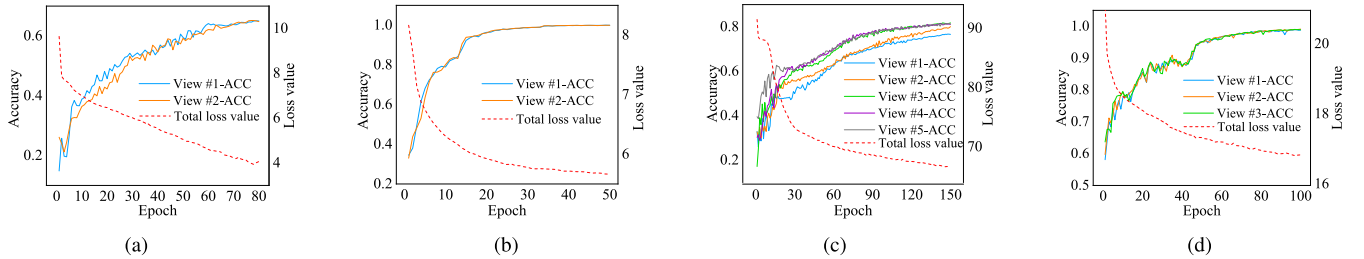 0.6
0.4
0.2
Accuracy
10
8
6
4
Loss value
View #1-ACC
View #2-ACC
Total loss value
0 10 20 30 40 50 60 70 80
Epoch
(a)
1.0
0.8
0.6
0.4
0.2
Accuracy
8
7
6
Loss value
View #1-ACC
View #2-ACC
Total loss value
0 10 20 30 40 50
Epoch
(b)
0.8
0.6
0.4
0.2
Accuracy
90
80
70
Loss value
View #1-ACC
View #2-ACC
View #3-ACC
View #4-ACC
View #5-ACC
Total loss value
0 30 60 90 120 150
Epoch
(c)
1.0
0.9
0.8
0.7
0.6
0.5
Accuracy
20
18
16
Loss value
View #1-ACC
View #2-ACC
View #3-ACC
Total loss value
0 20 40 60 80 100
Epoch
(d)